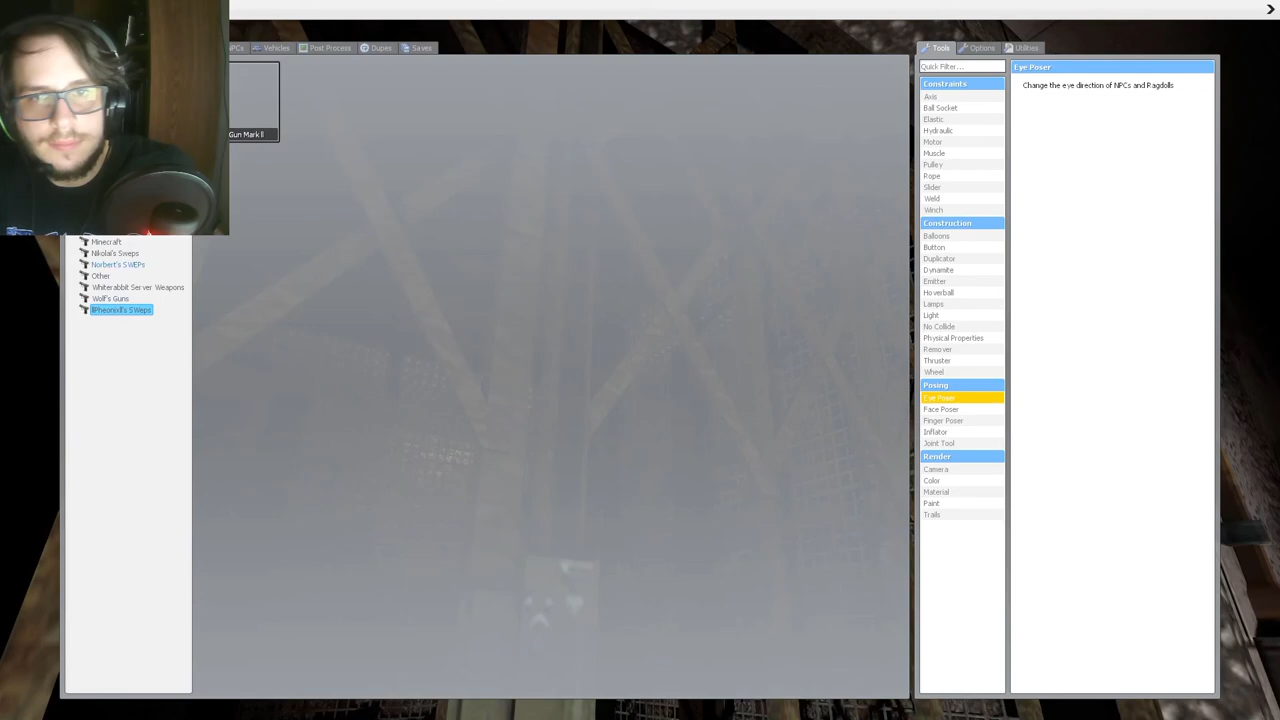 NPCs
Vehicles
Post Process
Dupes
Saves
Tools
Options
Utilities
Gun Mark II
Minecraft
Nikolai's Sweps
Norbert's SWEPs
Other
Whiterabbit Server Weapons
Wolf's Guns
llPheonixll's SWeps
Quick Filter...
Constraints
Axis
Ball Socket
Elastic
Hydraulic
Motor
Muscle
Pulley
Rope
Slider
Weld
Winch
Construction
Balloons
Button
Duplicator
Dynamite
Emitter
Hoverball
Lamps
Light
No Collide
Physical Properties
Remover
Thruster
Wheel
Posing
Eye Poser
Face Poser
Finger Poser
Inflator
Joint Tool
Render
Camera
Color
Material
Paint
Trails
Eye Poser
Change the eye direction of NPCs and Ragdolls